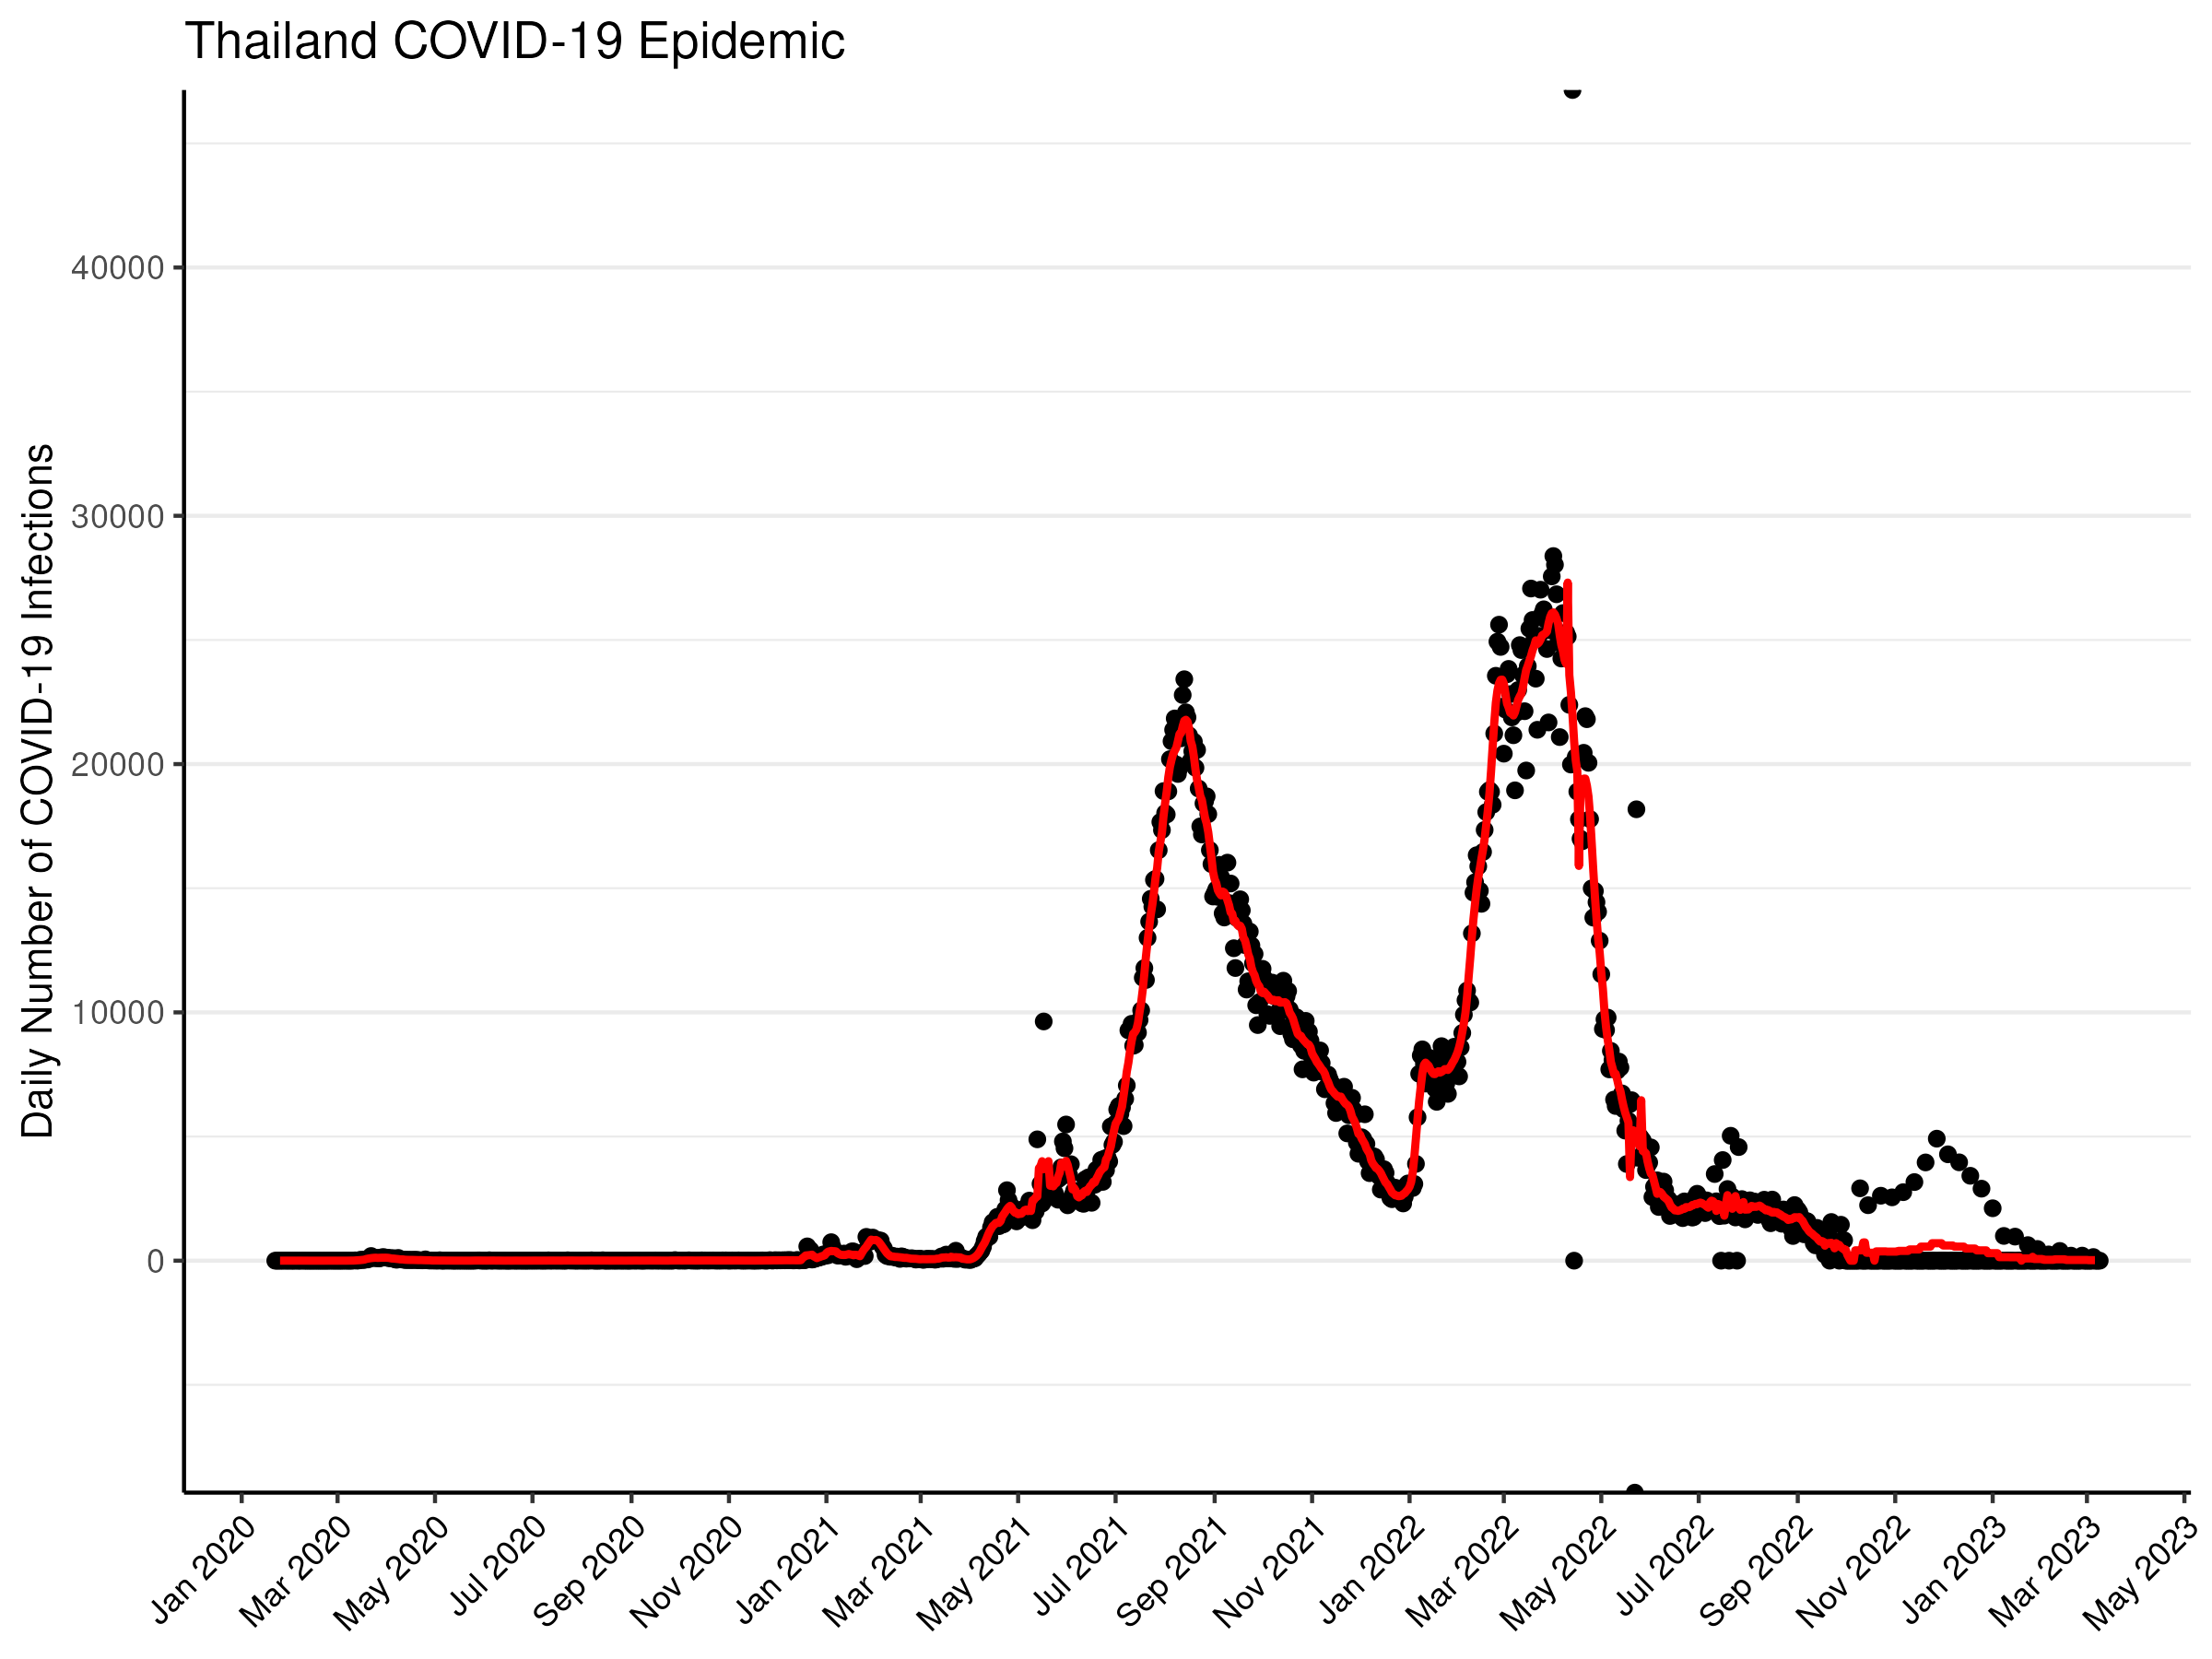 Thailand COVID-19 Epidemic
Daily Number of COVID-19 Infections
40000
30000
20000
10000
0
Jan 2020
Mar 2020
May 2020
Jul 2020
Sep 2020
Nov 2020
Jan 2021
Mar 2021
May 2021
Jul 2021
Sep 2021
Nov 2021
Jan 2022
Mar 2022
May 2022
Jul 2022
Sep 2022
Nov 2022
Jan 2023
Mar 2023
May 2023